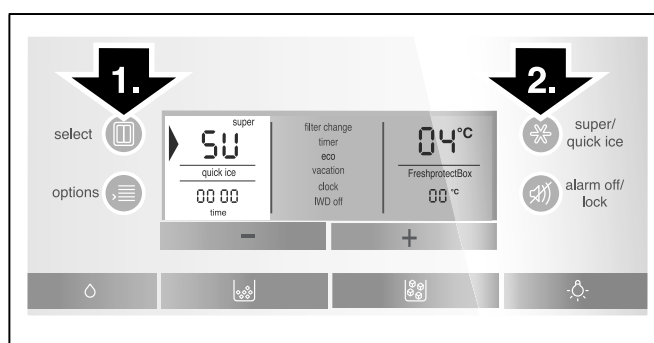 1.
2.
select
options
super
SU
quick ice
00 00
time
filter change
timer
eco
vacation
clock
IWD off
04°C
FreshprotectBox
00 °C
super/
quick ice
alarm off/
lock
–
+